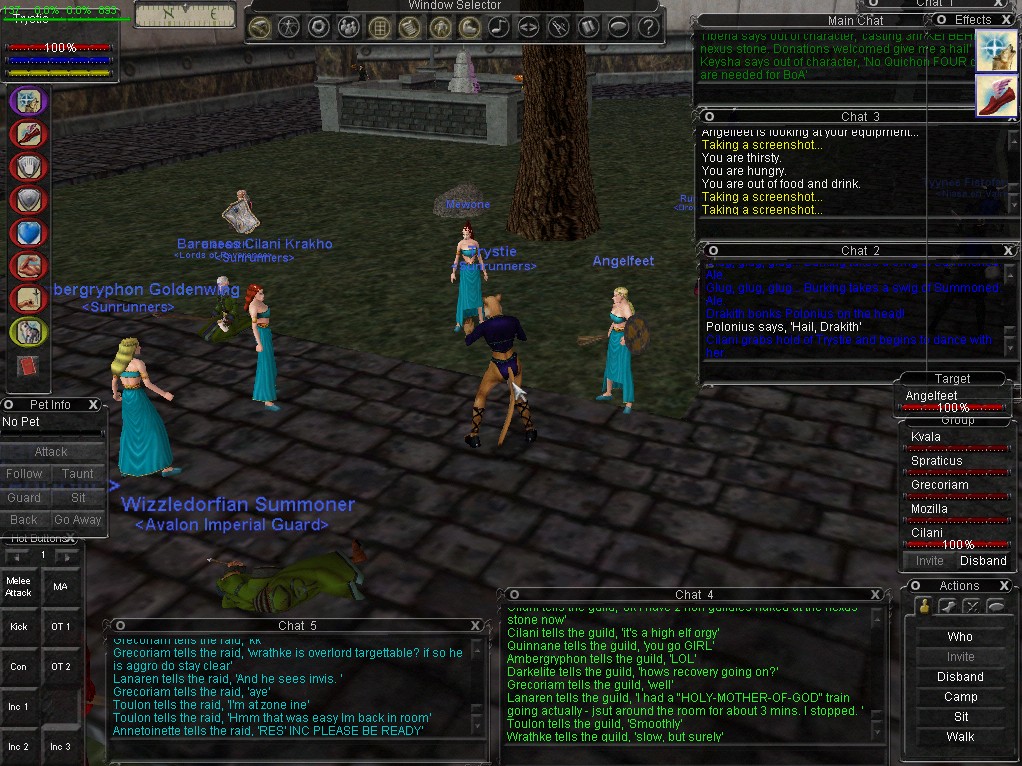 137 0.0% 0.0% 893
Trystie
100%
N E
Window Selector
Main Chat
Chat 1
Effects
out of character, casting
nexus stone. Donations welcomed give me a hail'
Keysha says out of character, 'No Quichon FOUR
are needed for BoA'
Chat 3
Angelfeet is looking at your equipment...
Taking a screenshot...
You are thirsty.
You are hungry.
You are out of food and drink.
Taking a screenshot...
Taking a screenshot...
Chat 2
Ale.
Glug, glug, glug... Burking takes a swig of Summoned
Ale.
Drakith bonks Polonius on the head!
Polonius says, 'Hail, Drakith'
Cilani grabs hold of Trystie and begins to dance with
her.
Target
Angelfeet
100%
Group
Kvala
Spraticus
Grecoriam
Mozilla
Cilani
100%
Invite Disband
Mewone
Baroness Cilani Krakho
<Lords of
<Sunrunners>
Trystie
<Sunrunners>
Angelfeet
bergryphon Goldenwing
<Sunrunners>
Wizzledorfian Summoner
<Avalon Imperial Guard>
Pet Info
No Pet
Attack
Follow Taunt
Guard Sit
Back Go Away
Hot Buttons
1
Melee Attack MA
Kick OT 1
Con OT 2
Inc 1
Inc 2 Inc 3
Chat 5
Grecoriam tells the raid, 'kk'
Grecoriam tells the raid, 'wrathke is overlord targettable? if so he
is aggro do stay clear'
Lanaren tells the raid, 'And he sees invis. '
Grecoriam tells the raid, 'aye'
Toulon tells the raid, 'I'm at zone ine'
Toulon tells the raid, 'Hmm that was easy Im back in room'
Annetoinette tells the raid, 'RES' INC PLEASE BE READY'
Chat 4
Cilani tells the guild, 'ok I have 2 non guildies naked at the nexus
stone now'
Cilani tells the guild, 'it's a high elf orgy'
Quinnane tells the guild, 'you go GIRL'
Ambergryphon tells the guild, 'LOL'
Darkelite tells the guild, 'hows recovery going on?'
Grecoriam tells the guild, 'well'
Lanaren tells the guild, 'I had a "HOLY-MOTHER-OF-GOD" train
going actually - jsut around the room for about 3 mins. I stopped. '
Toulon tells the guild, 'Smoothly'
Wrathke tells the guild, 'slow, but surely'
Actions
Who
Invite
Disband
Camp
Sit
Walk